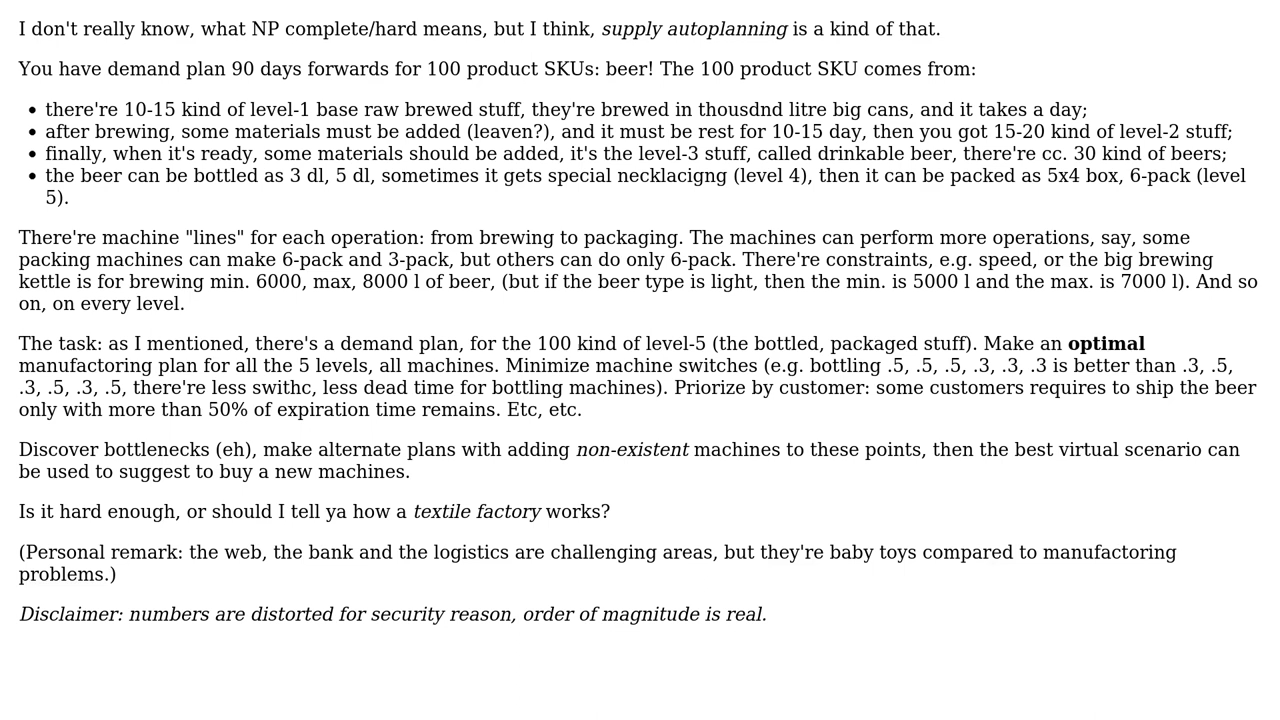 I don't really know, what NP complete/hard means, but I think, supply autoplanning is a kind of that.
You have demand plan 90 days forwards for 100 product SKUs: beer! The 100 product SKU comes from:
• there're 10-15 kind of level-1 base raw brewed stuff, they're brewed in thousdnd litre big cans, and it takes a day;
• after brewing, some materials must be added (leaven?), and it must be rest for 10-15 day, then you got 15-20 kind of level-2 stuff;
• finally, when it's ready, some materials should be added, it's the level-3 stuff, called drinkable beer, there're cc. 30 kind of beers;
• the beer can be bottled as 3 dl, 5 dl, sometimes it gets special necklacigng (level 4), then it can be packed as 5x4 box, 6-pack (level
5).
There're machine "lines" for each operation: from brewing to packaging. The machines can perform more operations, say, some
packing machines can make 6-pack and 3-pack, but others can do only 6-pack. There're constraints, e.g. speed, or the big brewing
kettle is for brewing min. 6000, max, 8000 l of beer, (but if the beer type is light, then the min. is 5000 l and the max. is 7000 l). And so
on, on every level.
The task: as I mentioned, there's a demand plan, for the 100 kind of level-5 (the bottled, packaged stuff). Make an optimal
manufactoring plan for all the 5 levels, all machines. Minimize machine switches (e.g. bottling .5, .5, .5, .3, .3, .3 is better than .3, .5,
.3, .5, .3, .5, there're less swithc, less dead time for bottling machines). Priorize by customer: some customers requires to ship the beer
only with more than 50% of expiration time remains. Etc, etc.
Discover bottlenecks (eh), make alternate plans with adding non-existent machines to these points, then the best virtual scenario can
be used to suggest to buy a new machines.
Is it hard enough, or should I tell ya how a textile factory works?
(Personal remark: the web, the bank and the logistics are challenging areas, but they're baby toys compared to manufactoring
problems.)
Disclaimer: numbers are distorted for security reason, order of magnitude is real.